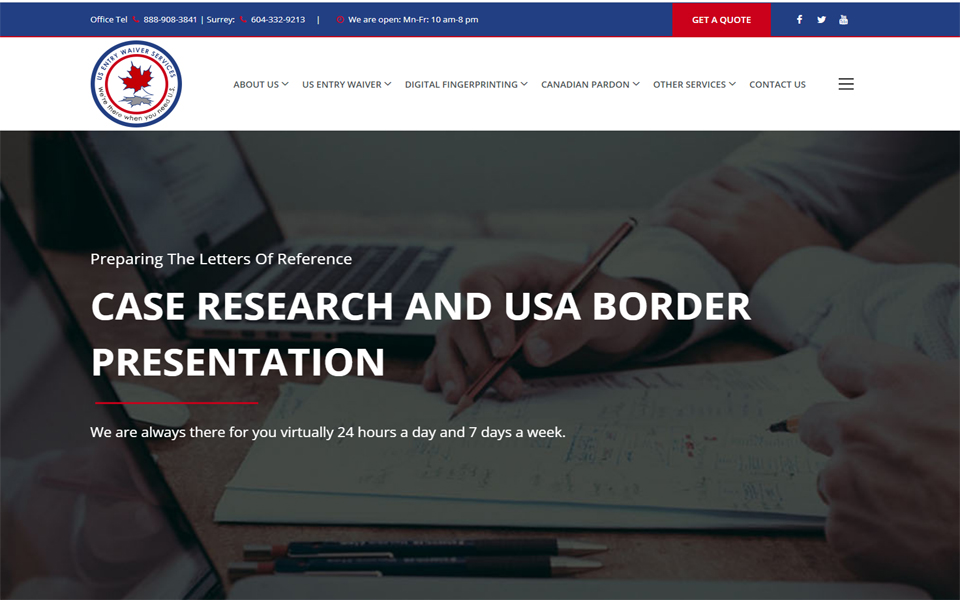 Office Tel 888-908-3841 | Surrey: 604-332-9213 | We are open: Mn-Fr: 10 am-8 pm
GET A QUOTE
US ENTRY WAIVER SERVICES
We're there when you need U.S.
ABOUT US US ENTRY WAIVER DIGITAL FINGERPRINTING CANADIAN PARDON OTHER SERVICES CONTACT US
Preparing The Letters Of Reference
CASE RESEARCH AND USA BORDER
PRESENTATION
We are always there for you virtually 24 hours a day and 7 days a week.